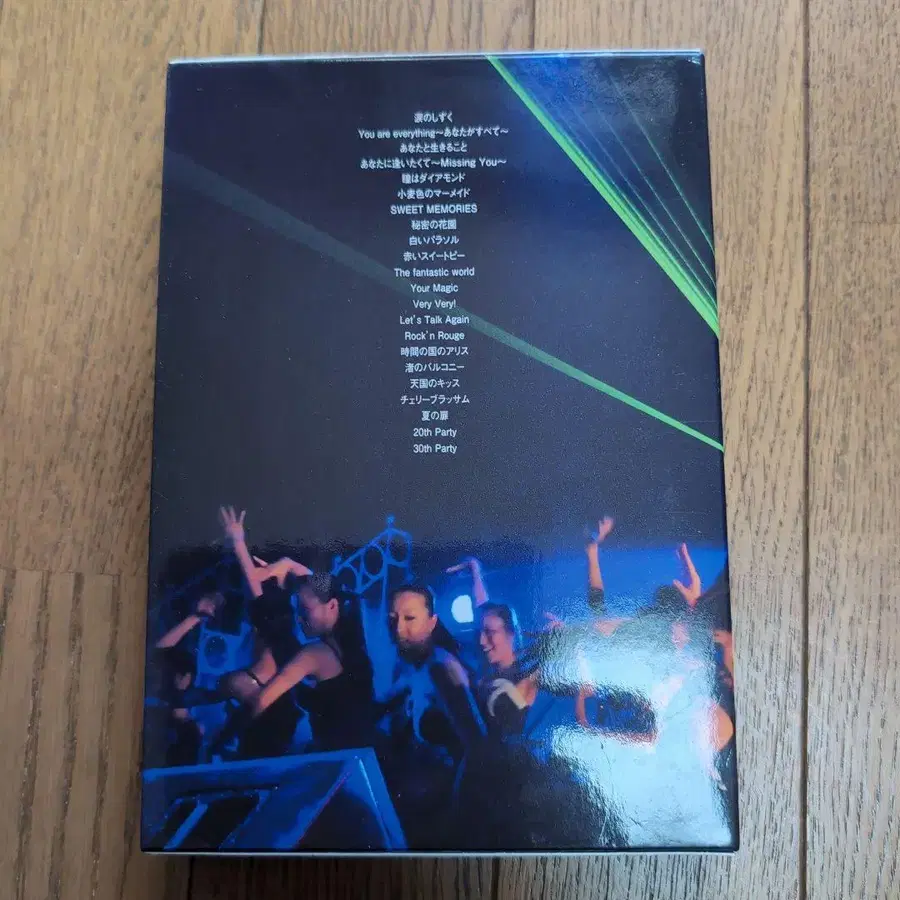 涙のしずく
You are everything〜あなたがすべて〜
あなたと生きること
あなたに逢いたくて〜Missing You〜
瞳はダイアモンド
小麦色のマーメイド
SWEET MEMORIES
秘密の花園
白いパラソル
赤いスイートピー
The fantastic world
Your Magic
Very Very!
Let's Talk Again
Rock'n Rouge
時間の国のアリス
渚のバルコニー
天国のキッス
チェリーブラッサム
夏の扉
20th Party
30th Party